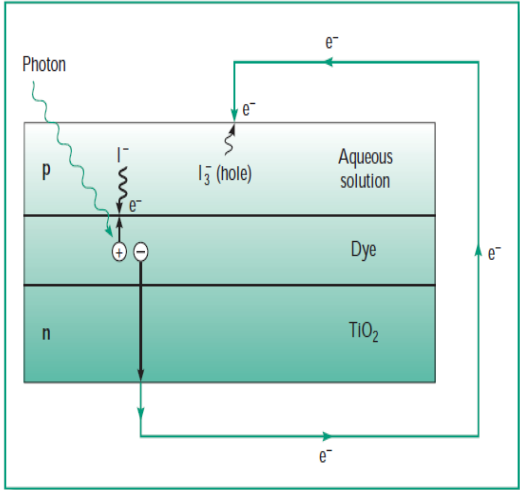 e⁻
Photon
e⁻
p
I⁻
I₃⁻ (hole)
Aqueous
solution
e⁻
+
−
Dye
e⁻
n
TiO₂
e⁻